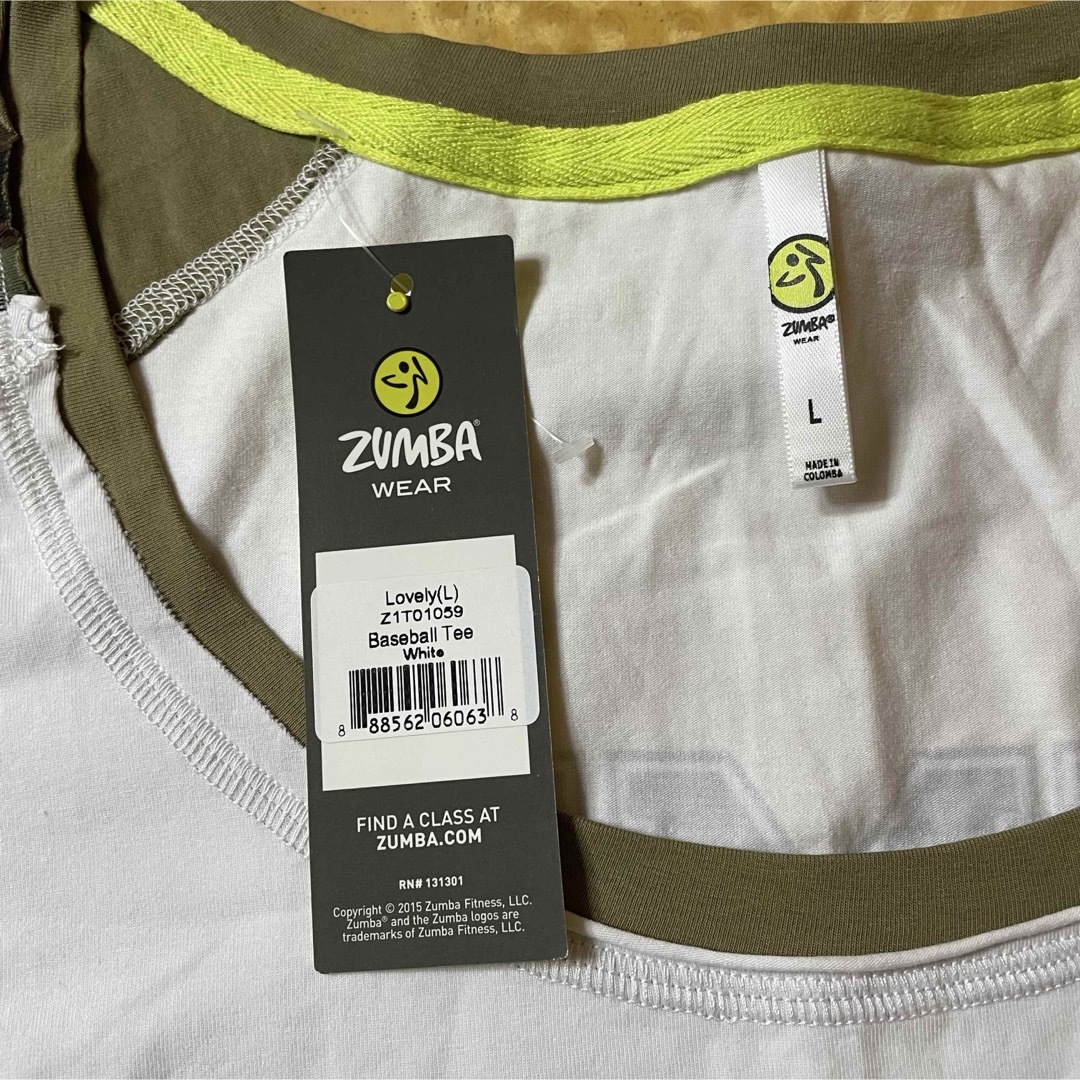 ZUMBA®
WEAR
Lovely(L)
Z1T01059
Baseball Tee
White
8 88562 06063 8
FIND A CLASS AT
ZUMBA.COM
RN# 131301
Copyright © 2015 Zumba Fitness, LLC.
Zumba® and the Zumba logos are
trademarks of Zumba Fitness, LLC.
ZUMBA®
WEAR
L
MADE IN
COLOMBA